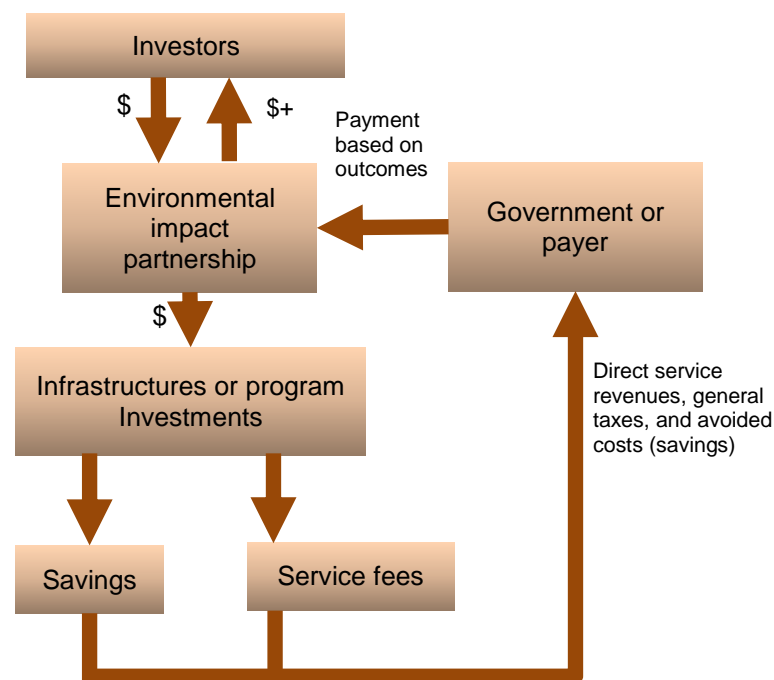 Investors
$
$+
Payment
based on
outcomes
Environmental
impact
partnership
Government or
payer
$
Infrastructures or program
Investments
Direct service
revenues, general
taxes, and avoided
costs (savings)
Savings
Service fees